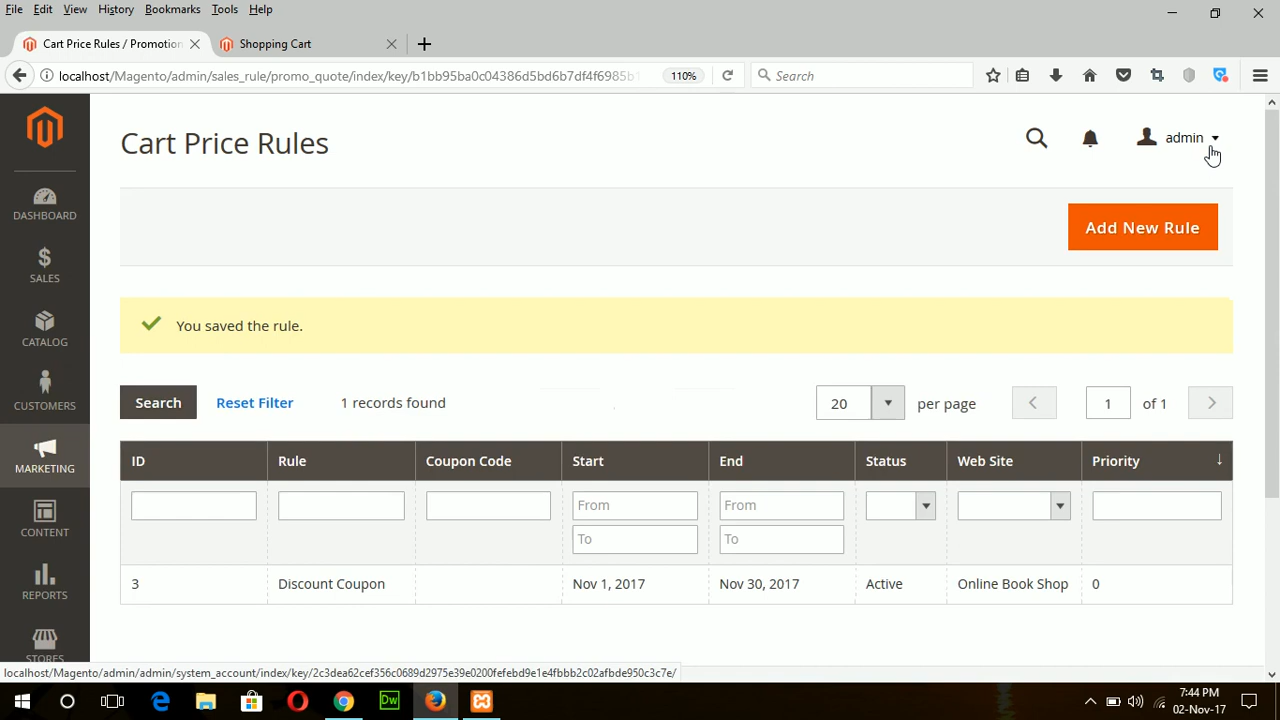 File Edit View History Bookmarks Tools Help
Cart Price Rules / Promotion
Shopping Cart
localhost/Magento/admin/sales_rule/promo_quote/index/key/b1bb95ba0c04386d5bd6b7df4f6985b1
110%
Search
Cart Price Rules
admin
Add New Rule
You saved the rule.
Search Reset Filter 1 records found 20 per page 1 of 1
ID Rule Coupon Code Start End Status Web Site Priority
From From
To To
3 Discount Coupon Nov 1, 2017 Nov 30, 2017 Active Online Book Shop 0
DASHBOARD
SALES
CATALOG
CUSTOMERS
MARKETING
CONTENT
REPORTS
STORES
localhost/Magento/admin/admin/system_account/index/key/2c3dea62cef356c0689d2975e39e0200fefebd9e1e4fbbb2c02afbde950c3c7e/
Dw
7:44 PM
02-Nov-17